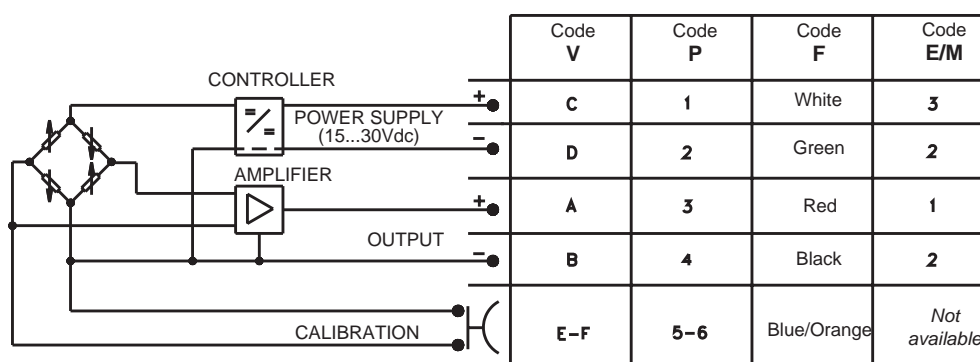 Code Code Code Code
V P F E/M
CONTROLLER
+ C 1 White 3
POWER SUPPLY
(15...30Vdc)
- D 2 Green 2
AMPLIFIER
+ A 3 Red 1
OUTPUT
- B 4 Black 2
CALIBRATION E-F 5-6 Blue/Orange Not
available